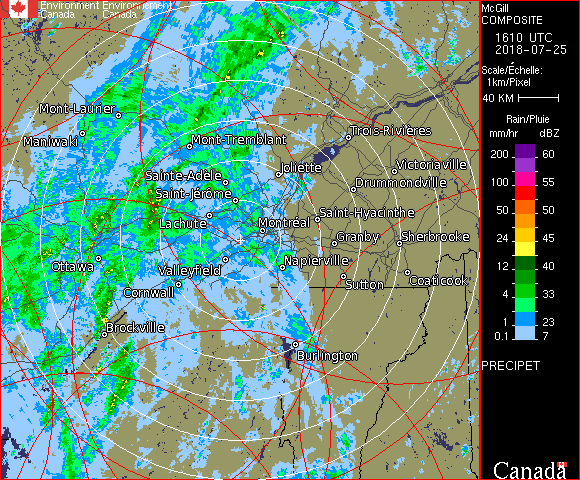 Environment Environnement
Canada Canada
McGill
COMPOSITE
1610 UTC
2018-07-25
Scale/Échelle:
1km/Pixel
40 KM
Rain/Pluie
mm/hr dBZ
200 60
100 55
50 50
24 45
12 40
4 33
1 23
0.1 7
PRECIPET
Canada
Mont-Laurier
Maniwaki
Mont-Tremblant
Trois-Rivières
Sainte-Adèle
Joliette
Victoriaville
Saint-Jérôme
Drummondville
Lachute
Saint-Hyacinthe
Montréal
Granby
Sherbrooke
Ottawa
Valleyfield
Napierville
Cornwall
Sutton
Coaticook
Brockville
Burlington